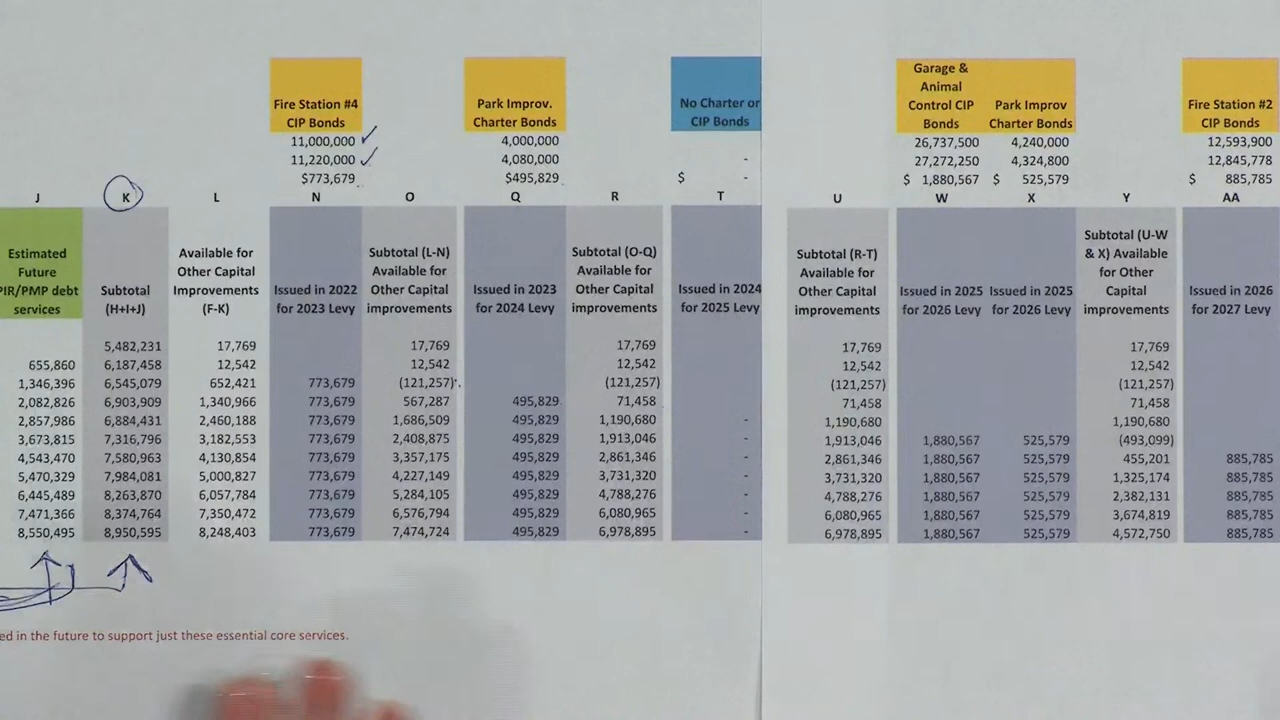 Fire Station #4 CIP Bonds
Park Improv. Charter Bonds
No Charter or CIP Bonds
Garage & Animal Control CIP Bonds
Park Improv Charter Bonds
Fire Station #2 CIP Bonds
11,000,000 4,000,000 26,737,500 4,240,000 12,593,900
11,220,000 4,080,000 - 27,272,250 4,324,800 12,845,778
$773,679 $495,829 $ - $ 1,880,567 $ 525,579 $ 885,785
J K L N O Q R T U W X Y AA
Estimated Future PIR/PMP debt services
Subtotal (H+I+J)
Available for Other Capital Improvements (F-K)
Issued in 2022 for 2023 Levy
Subtotal (L-N) Available for Other Capital improvements
Issued in 2023 for 2024 Levy
Subtotal (O-Q) Available for Other Capital improvements
Issued in 2024 for 2025 Levy
Subtotal (R-T) Available for Other Capital improvements
Issued in 2025 for 2026 Levy
Issued in 2025 for 2026 Levy
Subtotal (U-W & X) Available for Other Capital improvements
Issued in 2026 for 2027 Levy
5,482,231 17,769 17,769 17,769 17,769 17,769
655,860 6,187,458 12,542 12,542 12,542 12,542 12,542
1,346,396 6,545,079 652,421 773,679 (121,257) (121,257) (121,257) (121,257)
2,082,826 6,903,909 1,340,966 773,679 567,287 495,829 71,458 71,458 71,458
2,857,986 6,884,431 2,460,188 773,679 1,686,509 495,829 1,190,680 - 1,190,680 1,190,680
3,673,815 7,316,796 3,182,553 773,679 2,408,875 495,829 1,913,046 - 1,913,046 1,880,567 525,579 (493,099)
4,543,470 7,580,963 4,130,854 773,679 3,357,175 495,829 2,861,346 - 2,861,346 1,880,567 525,579 455,201 885,785
5,470,329 7,984,081 5,000,827 773,679 4,227,149 495,829 3,731,320 - 3,731,320 1,880,567 525,579 1,325,174 885,785
6,445,489 8,263,870 6,057,784 773,679 5,284,105 495,829 4,788,276 - 4,788,276 1,880,567 525,579 2,382,131 885,785
7,471,366 8,374,764 7,350,472 773,679 6,576,794 495,829 6,080,965 - 6,080,965 1,880,567 525,579 3,674,819 885,785
8,550,495 8,950,595 8,248,403 773,679 7,474,724 495,829 6,978,895 - 6,978,895 1,880,567 525,579 4,572,750 885,785
ed in the future to support just these essential core services.